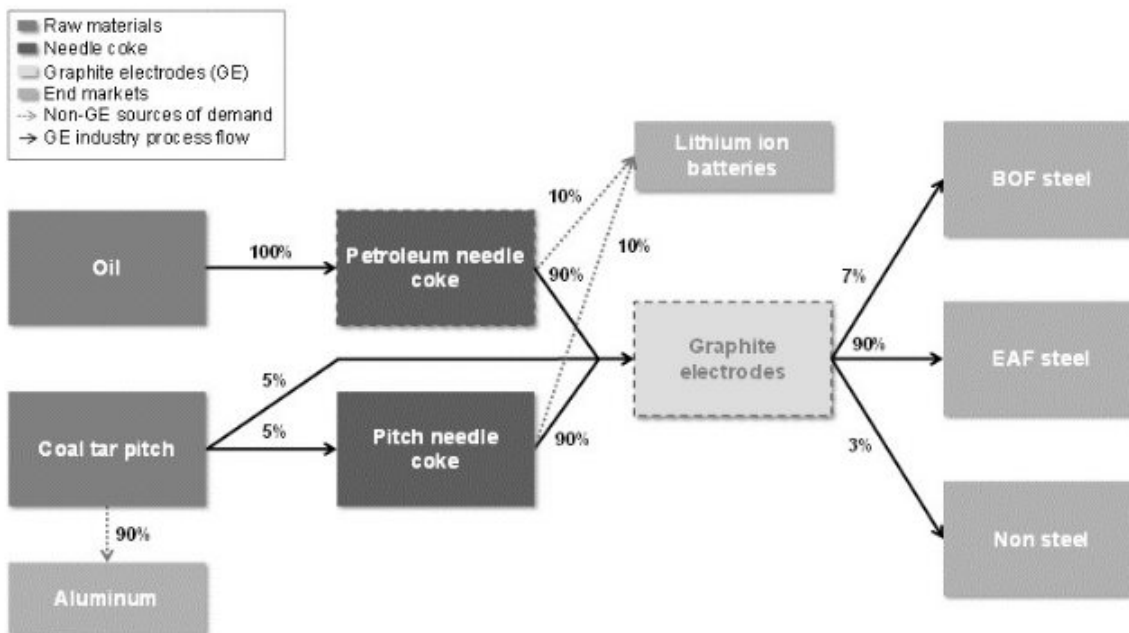 Raw materials
Needle coke
Graphite electrodes (GE)
End markets
Non-GE sources of demand
GE industry process flow
Lithium ion
batteries
BOF steel
10%
Oil
100%
Petroleum needle
coke
10%
90%
7%
Graphite
electrodes
90%
EAF steel
5%
Coal tar pitch
5%
Pitch needle
coke
90%
3%
Non steel
90%
Aluminum